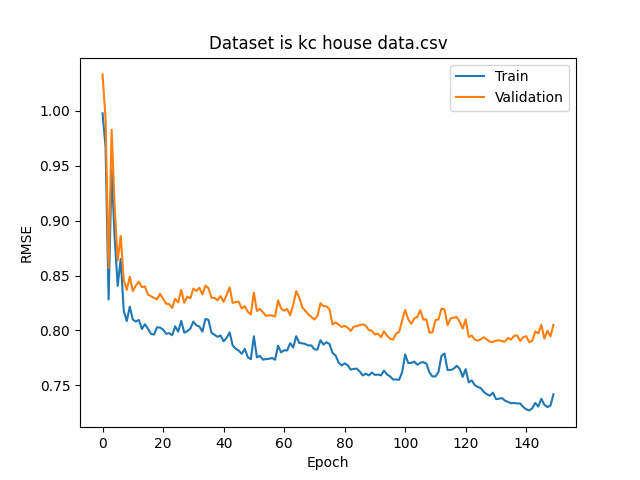 Dataset is kc house data.csv
Train
Validation
RMSE
1.00
0.95
0.90
0.85
0.80
0.75
0 20 40 60 80 100 120 140
Epoch